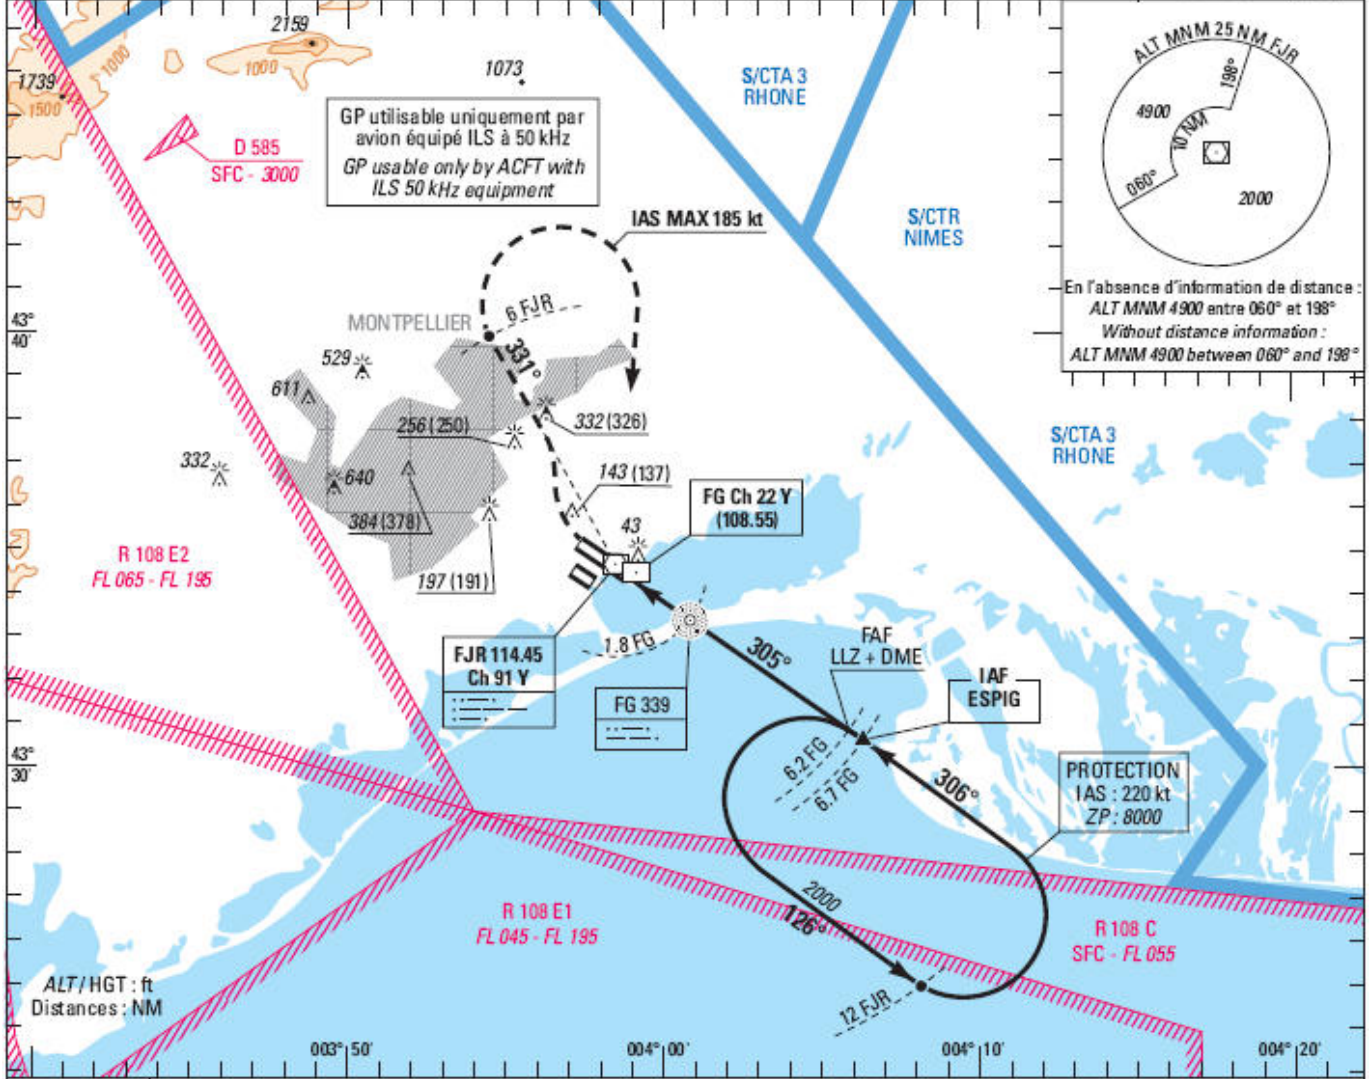 2159
1000
1000
1739
1500
1073
D 585
SFC - 3000
GP utilisable uniquement par
avion équipé ILS à 50 kHz
GP usable only by ACFT with
ILS 50 kHz equipment
S/CTA 3
RHONE
ALT MNM 25 NM FJR
198°
4900
10 NM
060°
2000
En l'absence d'information de distance :
ALT MNM 4900 entre 060° et 198°
Without distance information :
ALT MNM 4900 between 060° and 198°
IAS MAX 185 kt
S/CTR
NIMES
43°
40'
MONTPELLIER
6 FJR
331°
529
611
256 (250)
332 (326)
S/CTA 3
RHONE
332
640
143 (137)
384 (378)
FG Ch 22 Y
(108.55)
43
R 108 E2
FL 065 - FL 195
197 (191)
1.8 FG
305°
FAF
LLZ + DME
FJR 114.45
Ch 91 Y
FG 339
IAF
ESPIG
43°
30'
6.2 FG
6.7 FG
306°
PROTECTION
IAS : 220 kt
ZP : 8000
2000
126°
R 108 E1
FL 045 - FL 195
R 108 C
SFC - FL 055
ALT / HGT : ft
Distances : NM
12 FJR
003° 50'
004° 00'
004° 10'
004° 20'